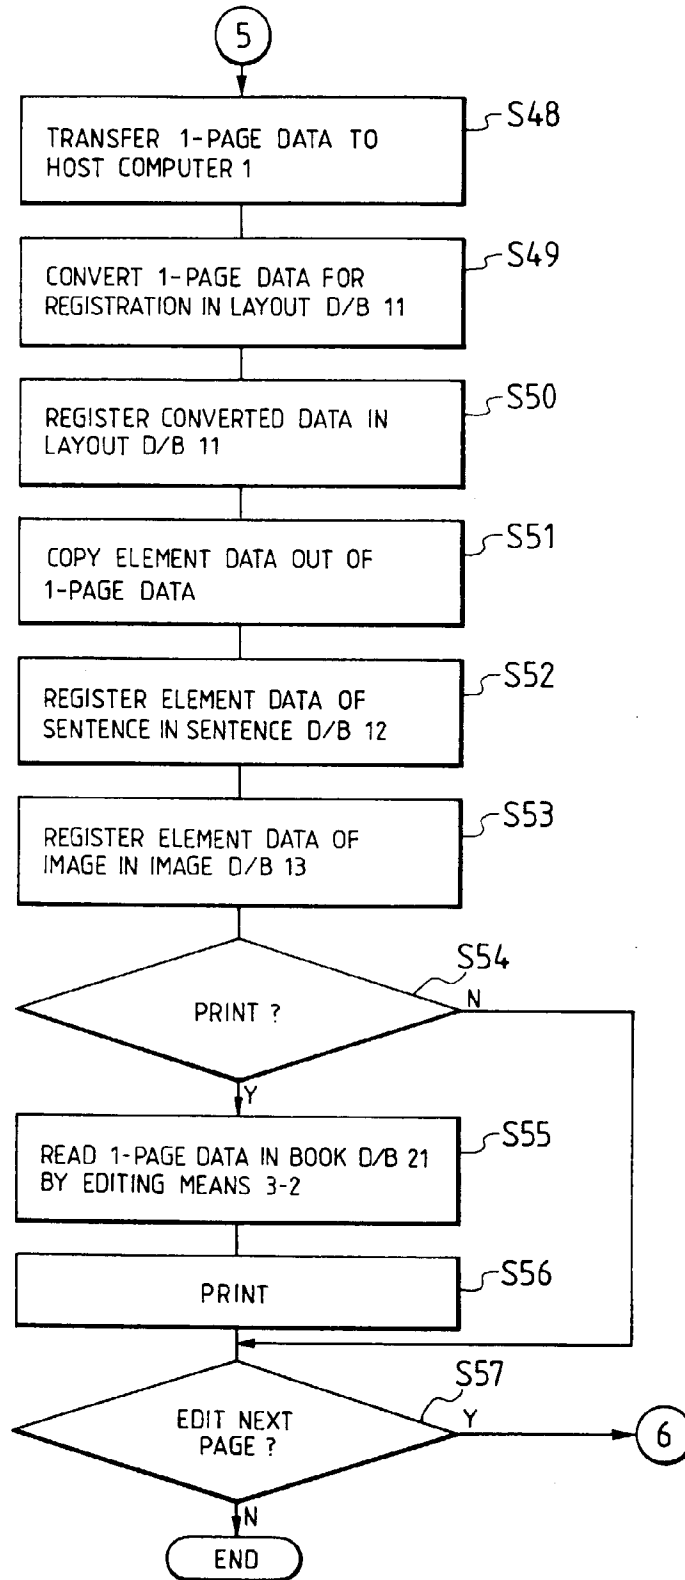 5
S48
TRANSFER 1-PAGE DATA TO
HOST COMPUTER 1
S49
CONVERT 1-PAGE DATA FOR
REGISTRATION IN LAYOUT D/B 11
S50
REGISTER CONVERTED DATA IN
LAYOUT D/B 11
S51
COPY ELEMENT DATA OUT OF
1-PAGE DATA
S52
REGISTER ELEMENT DATA OF
SENTENCE IN SENTENCE D/B 12
S53
REGISTER ELEMENT DATA OF
IMAGE IN IMAGE D/B 13
S54
PRINT ?
N
Y
S55
READ 1-PAGE DATA IN BOOK D/B 21
BY EDITING MEANS 3-2
S56
PRINT
S57
EDIT NEXT
PAGE ?
Y
6
N
END